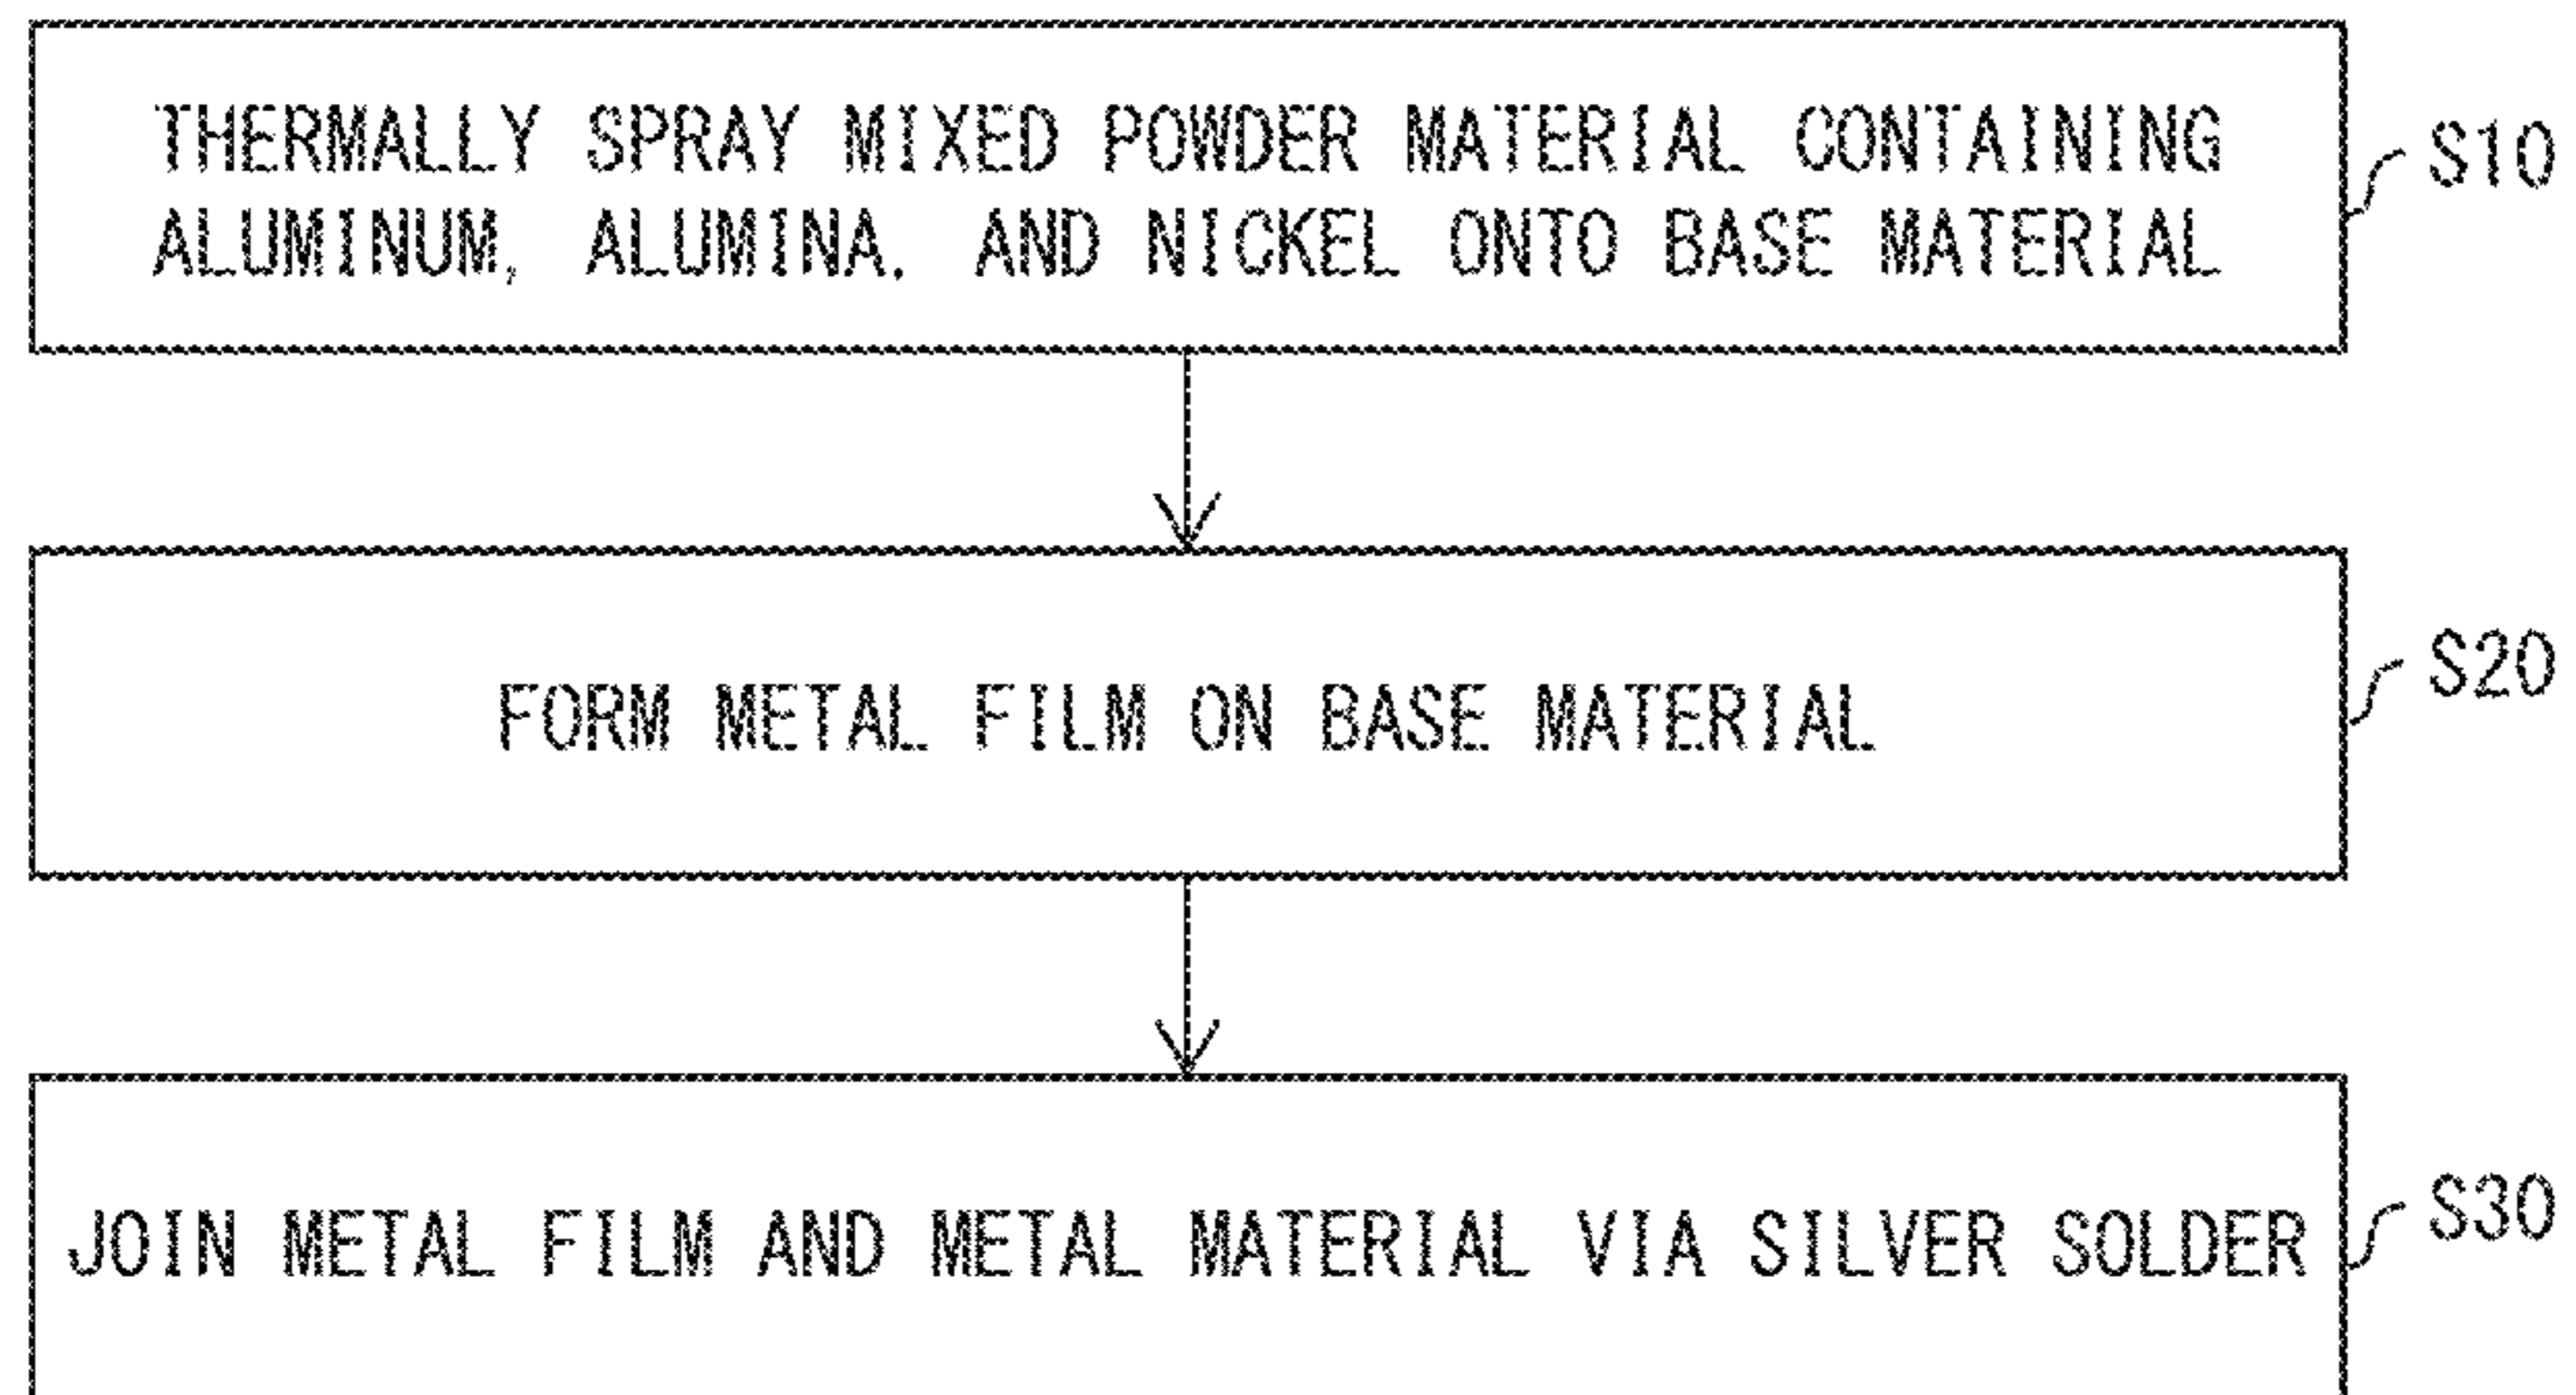 THERMALLY SPRAY MIXED POWDER MATERIAL CONTAINING
ALUMINUM, ALUMINA, AND NICKEL ONTO BASE MATERIAL
S10
FORM METAL FILM ON BASE MATERIAL
S20
JOIN METAL FILM AND METAL MATERIAL VIA SILVER SOLDER
S30